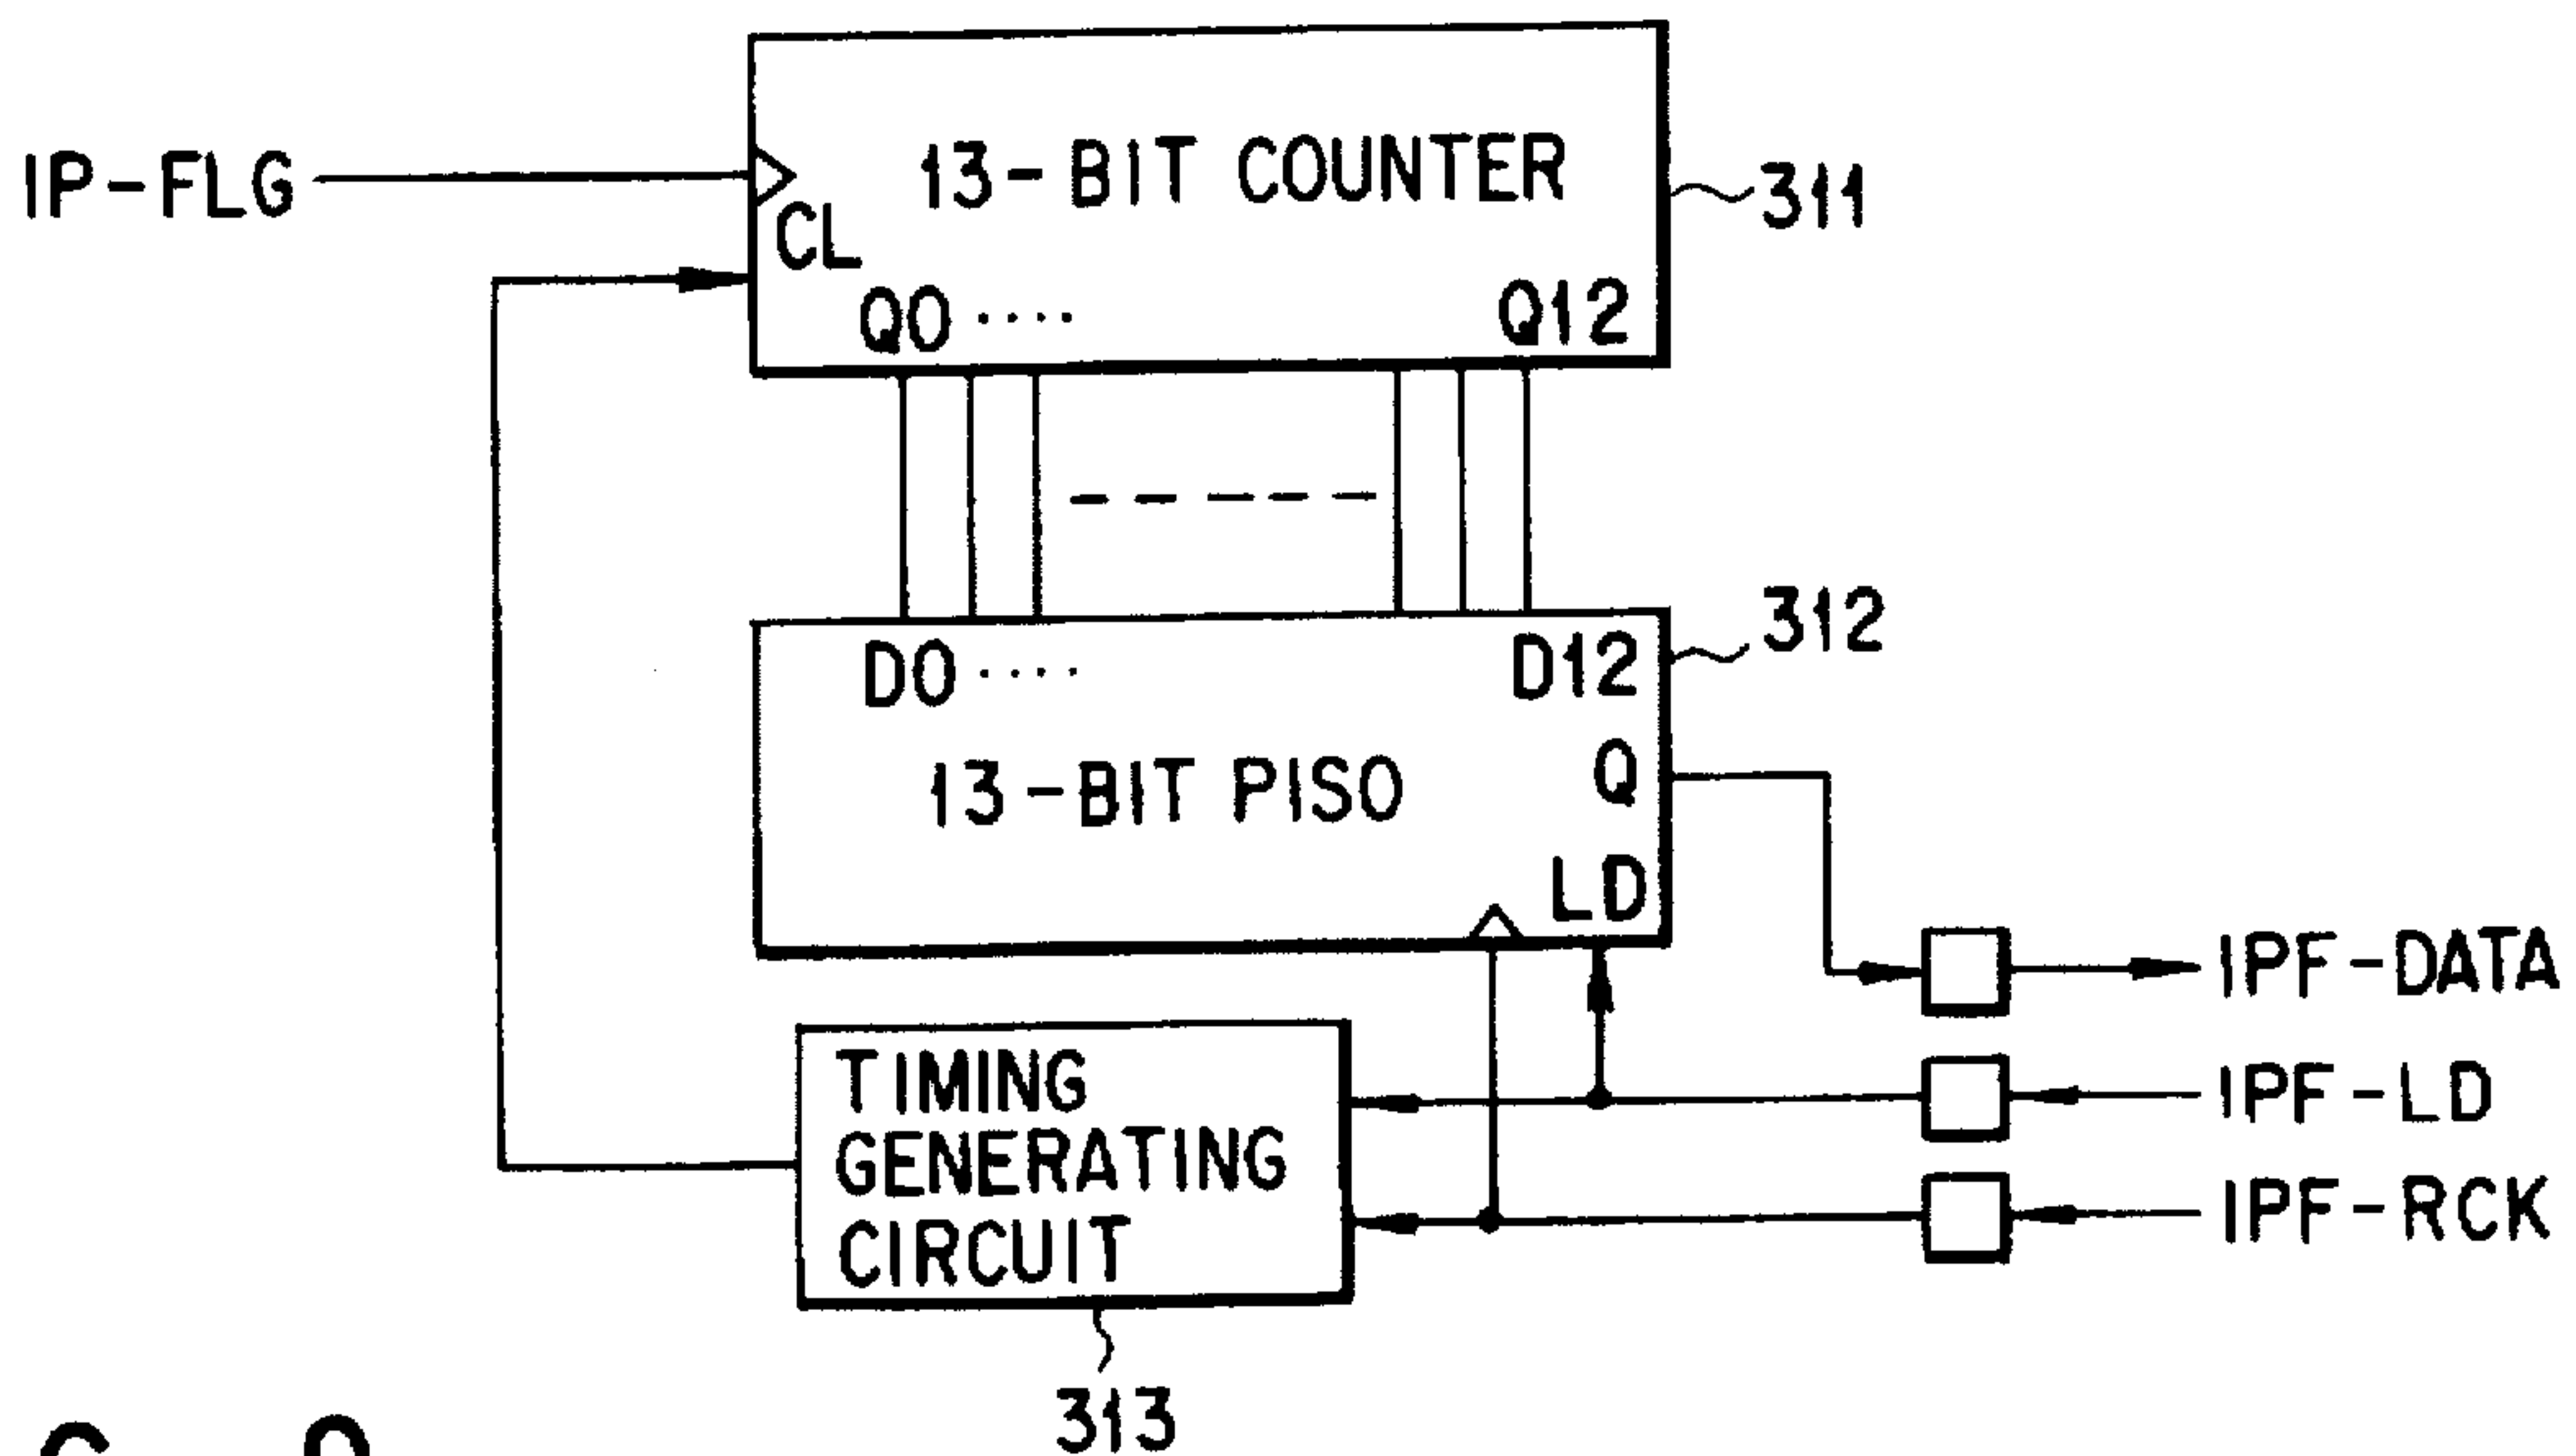 IP-FLG
13-BIT COUNTER
311
CL
Q0 ····
Q12
312
D0 ····
D12
13-BIT PISO
Q
LD
IPF-DATA
TIMING
GENERATING
CIRCUIT
IPF-LD
IPF-RCK
313